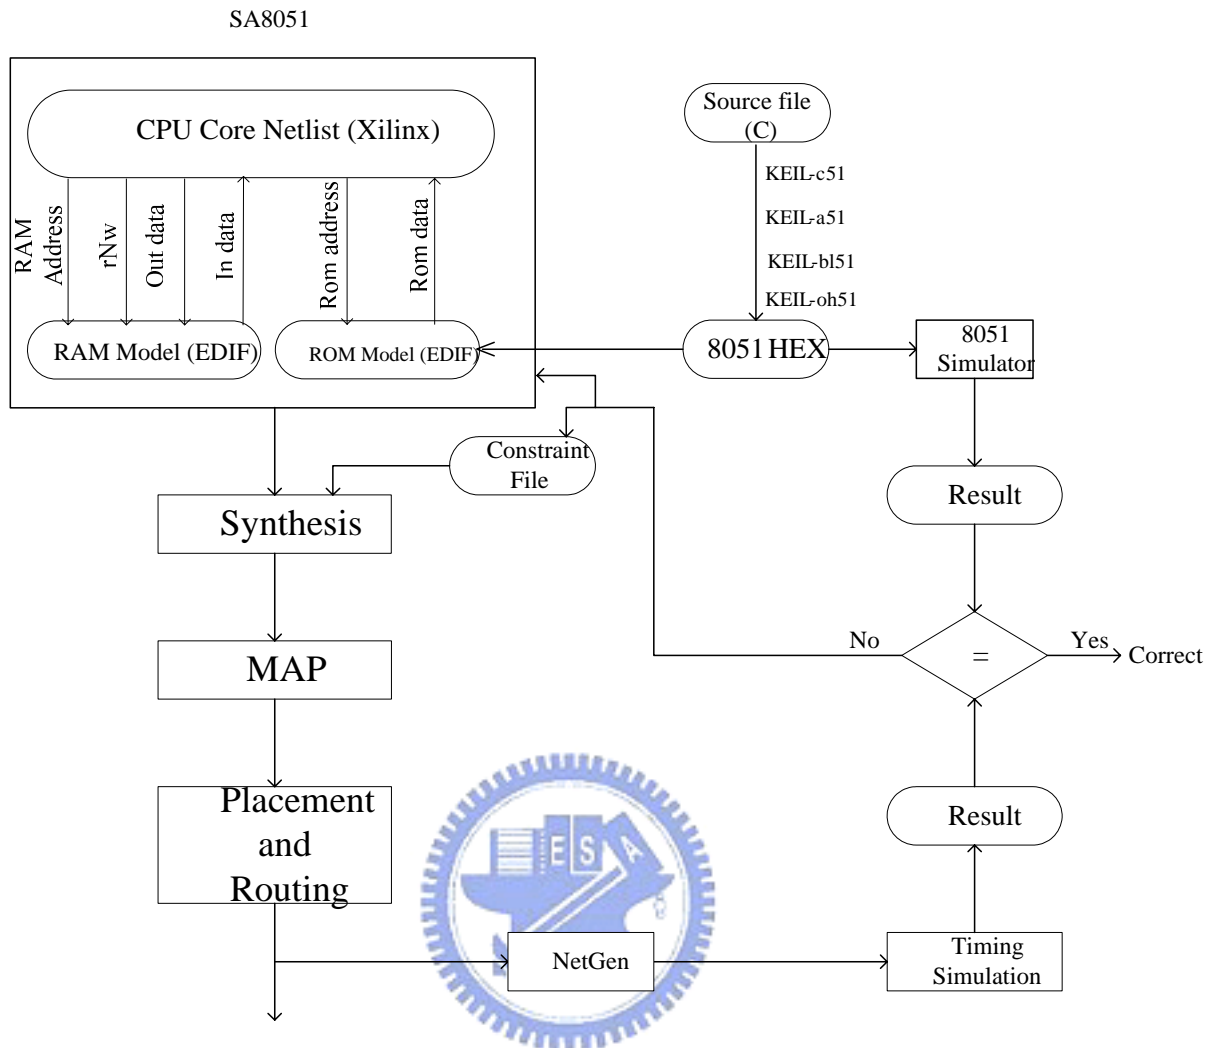 SA8051
CPU Core Netlist (Xilinx)
RAM
Address
rNw
Out data
In data
Rom address
Rom data
RAM Model (EDIF)
ROM Model (EDIF)
Source file
(C)
KEIL-c51
KEIL-a51
KEIL-bl51
KEIL-oh51
8051 HEX
8051
Simulator
Constraint
File
Result
Synthesis
MAP
No
=
Yes
Correct
Placement
and
Routing
Result
E S A
NetGen
Timing
Simulation